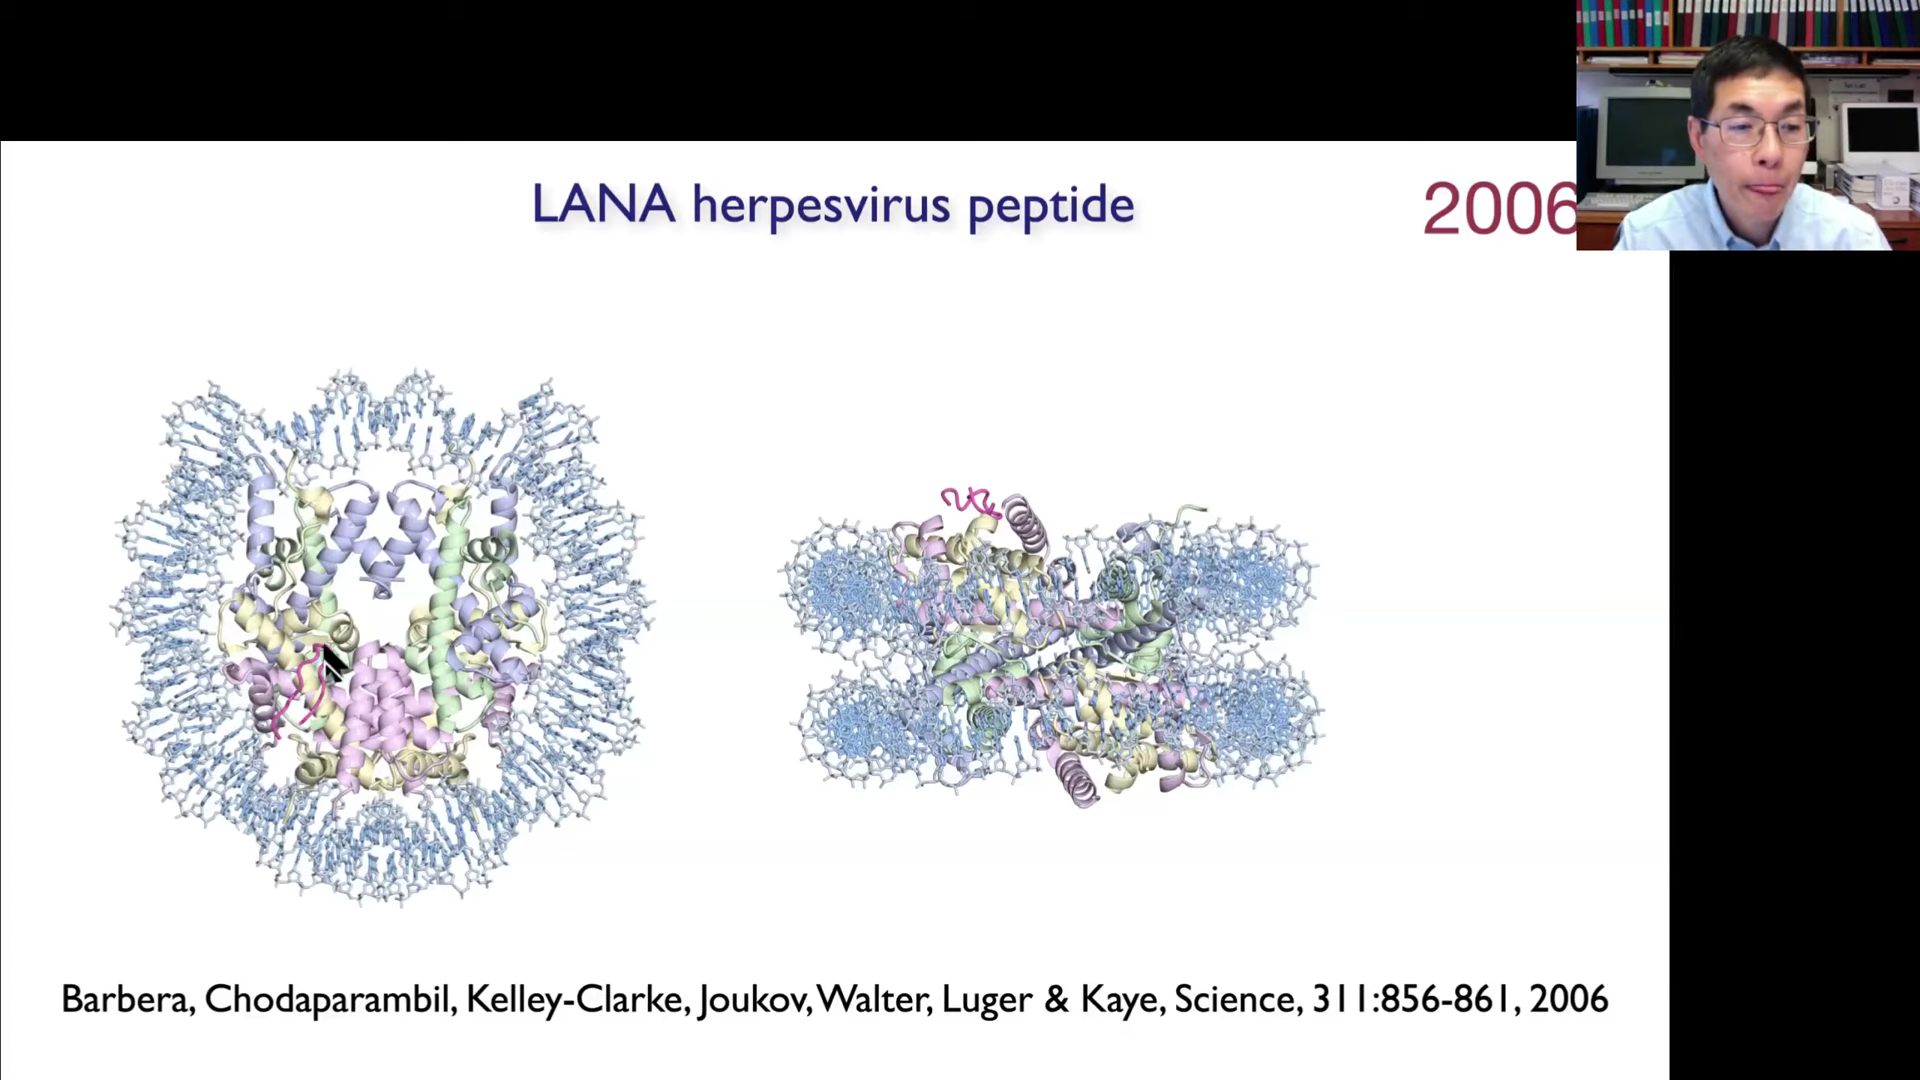 LANA herpesvirus peptide
2006
Barbera, Chodaparambil, Kelley-Clarke, Joukov, Walter, Luger & Kaye, Science, 311:856-861, 2006